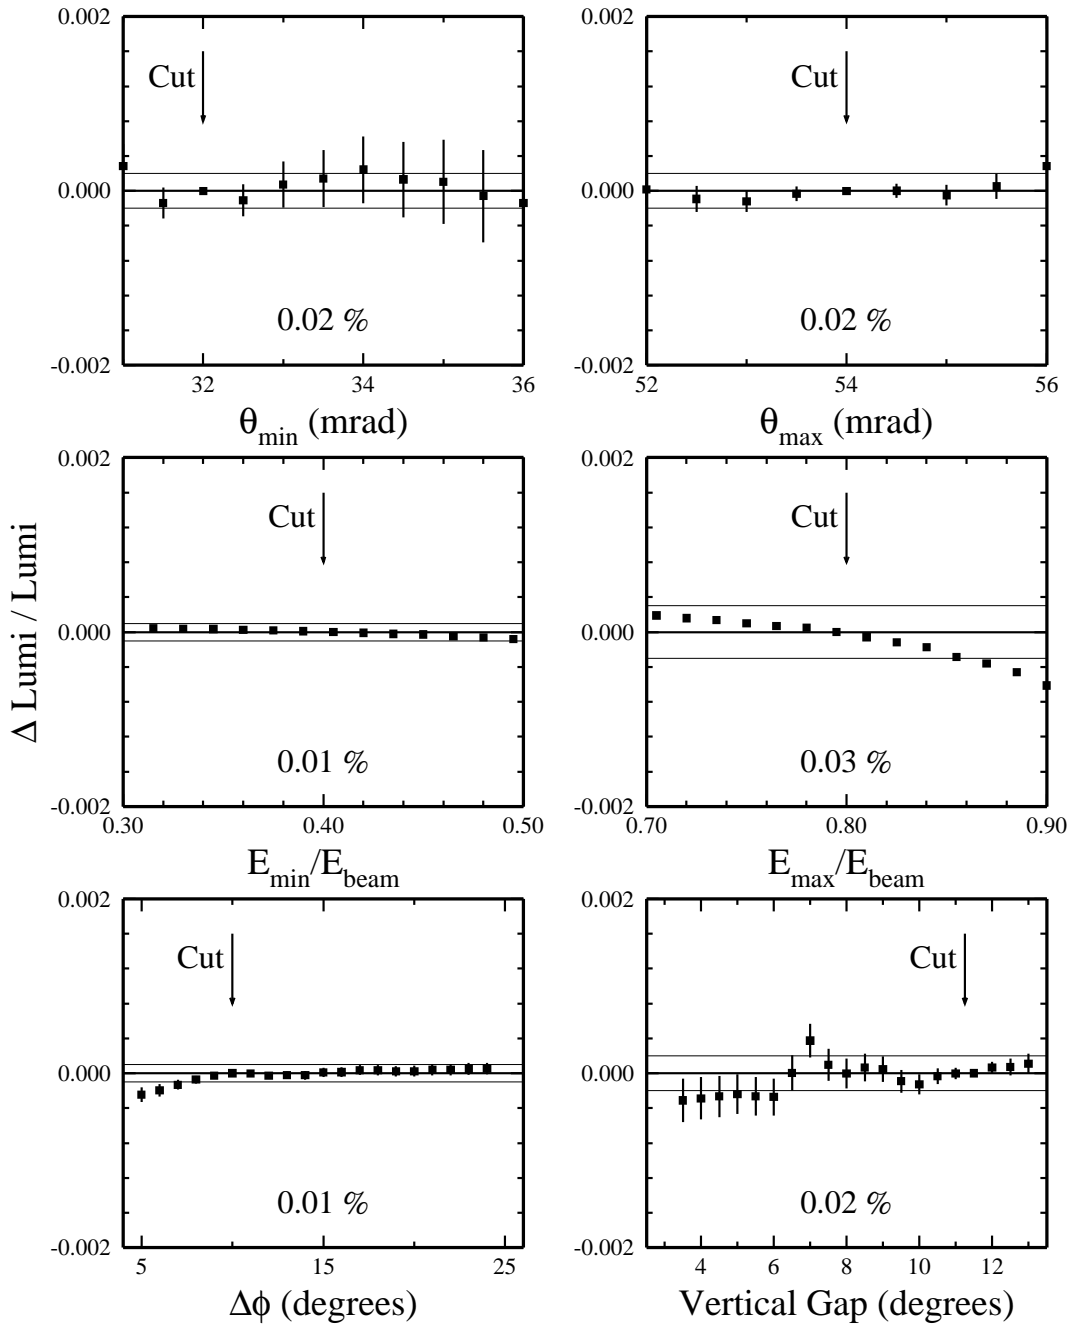 0.002 0.002
Cut Cut
0.000 0.000
0.02 % 0.02 %
-0.002 -0.002
32 34 36 52 54 56
θmin (mrad) θmax (mrad)
0.002 0.002
Cut Cut
Δ Lumi / Lumi
0.000 0.000
0.01 % 0.03 %
-0.002 -0.002
0.30 0.40 0.50 0.70 0.80 0.90
Emin/Ebeam Emax/Ebeam
0.002 0.002
Cut Cut
0.000 0.000
0.01 % 0.02 %
-0.002 -0.002
5 15 25 4 6 8 10 12
Δϕ (degrees) Vertical Gap (degrees)